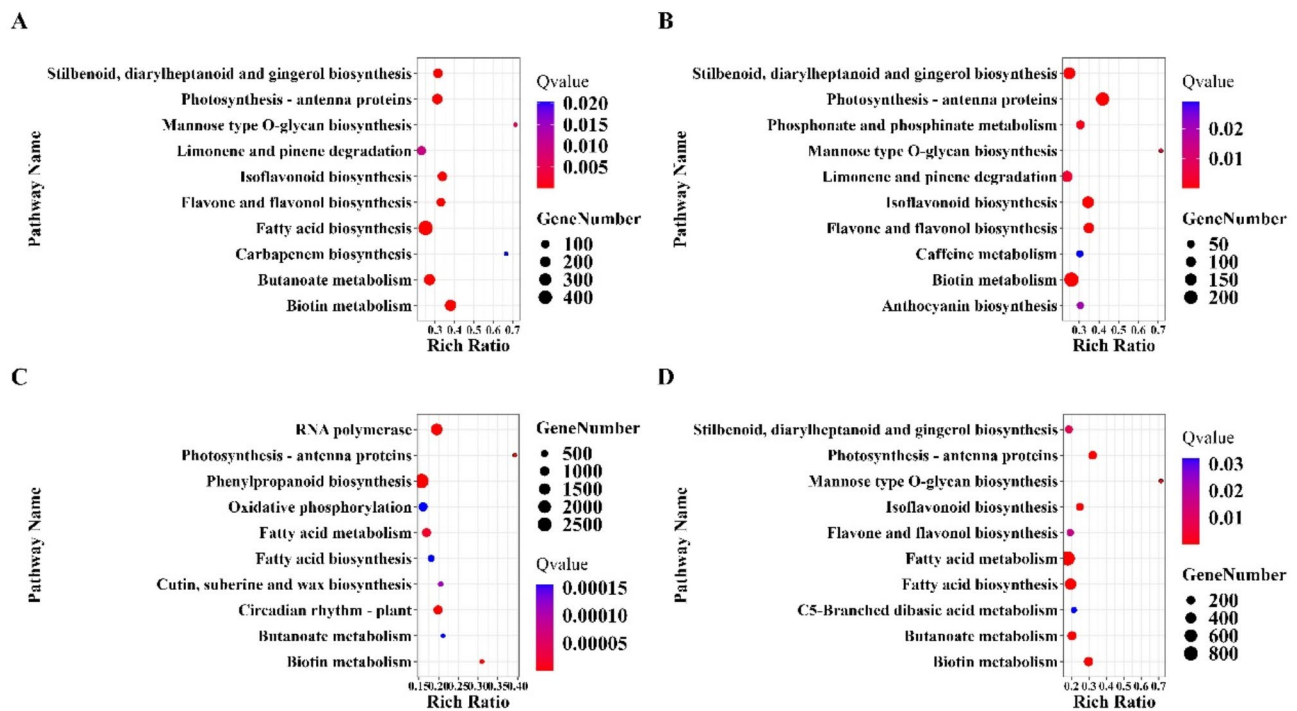 A
Stilbenoid, diarylheptanoid and gingerol biosynthesis
Photosynthesis - antenna proteins
Mannose type O-glycan biosynthesis
Limonene and pinene degradation
Isoflavonoid biosynthesis
Flavone and flavonol biosynthesis
Fatty acid biosynthesis
Carbapenem biosynthesis
Butanoate metabolism
Biotin metabolism
Pathway Name
0.3 0.4 0.5 0.6 0.7
Rich Ratio
Qvalue
0.020
0.015
0.010
0.005
GeneNumber
100
200
300
400
B
Stilbenoid, diarylheptanoid and gingerol biosynthesis
Photosynthesis - antenna proteins
Phosphonate and phosphinate metabolism
Mannose type O-glycan biosynthesis
Limonene and pinene degradation
Isoflavonoid biosynthesis
Flavone and flavonol biosynthesis
Caffeine metabolism
Biotin metabolism
Anthocyanin biosynthesis
Pathway Name
0.3 0.4 0.5 0.6 0.7
Rich Ratio
Qvalue
0.02
0.01
GeneNumber
50
100
150
200
C
RNA polymerase
Photosynthesis - antenna proteins
Phenylpropanoid biosynthesis
Oxidative phosphorylation
Fatty acid metabolism
Fatty acid biosynthesis
Cutin, suberine and wax biosynthesis
Circadian rhythm - plant
Butanoate metabolism
Biotin metabolism
Pathway Name
0.15 0.20 0.25 0.30 0.35 0.40
Rich Ratio
GeneNumber
500
1000
1500
2000
2500
Qvalue
0.00015
0.00010
0.00005
D
Stilbenoid, diarylheptanoid and gingerol biosynthesis
Photosynthesis - antenna proteins
Mannose type O-glycan biosynthesis
Isoflavonoid biosynthesis
Flavone and flavonol biosynthesis
Fatty acid metabolism
Fatty acid biosynthesis
C5-Branched dibasic acid metabolism
Butanoate metabolism
Biotin metabolism
Pathway Name
0.2 0.3 0.4 0.5 0.6 0.7
Rich Ratio
Qvalue
0.03
0.02
0.01
GeneNumber
200
400
600
800